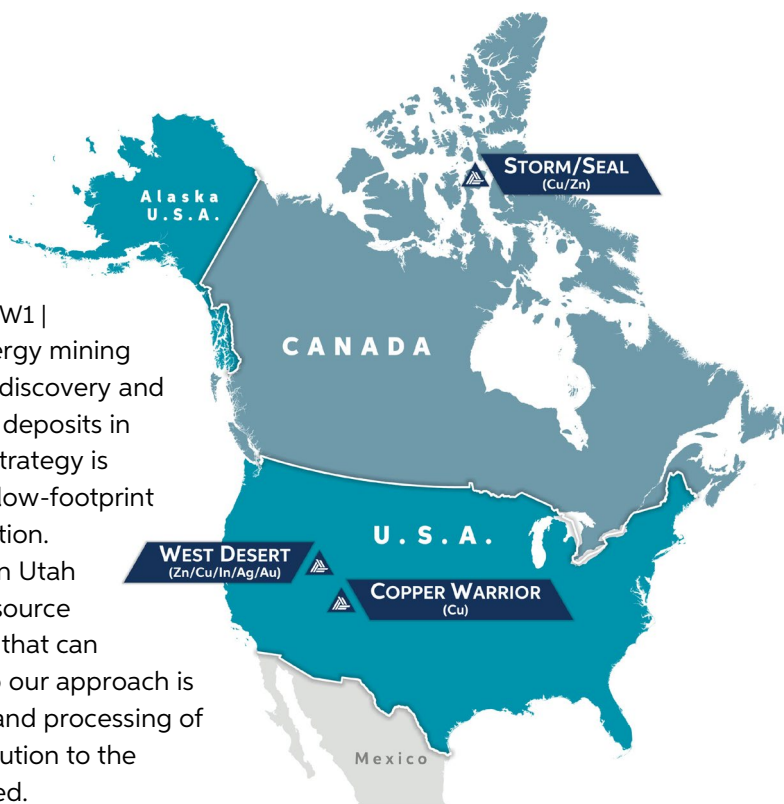 Alaska
U.S.A.
STORM/SEAL
(Cu/Zn)
CANADA
W1 |
ergy mining
discovery and
deposits in
trategy is
low-footprint
tion.
n Utah
source
that can
o our approach is
and processing of
ution to the
ed.
U.S.A.
WEST DESERT
(Zn/Cu/In/Ag/Au)
COPPER WARRIOR
(Cu)
Mexico